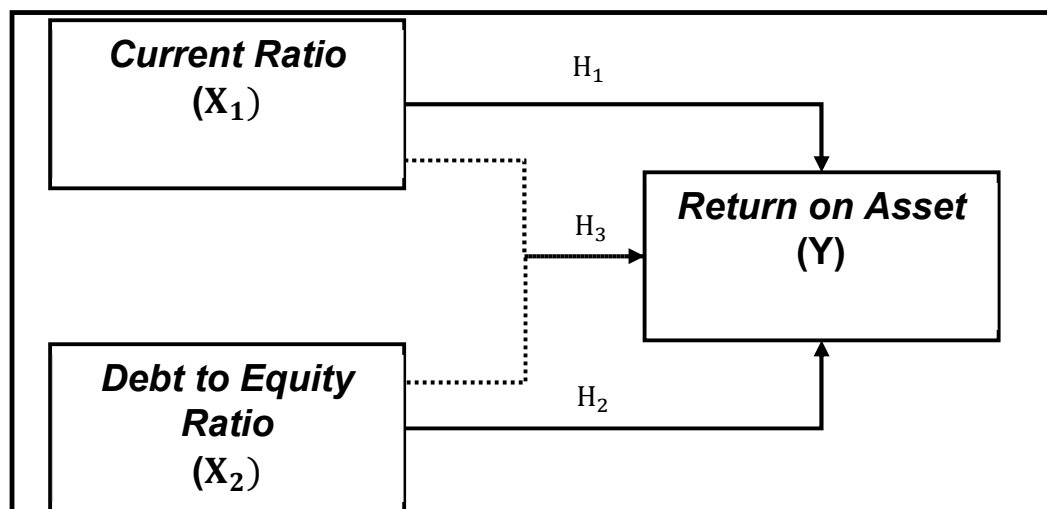 Current Ratio
(X₁)
H₁
Return on Asset
(Y)
H₃
Debt to Equity
Ratio
(X₂)
H₂